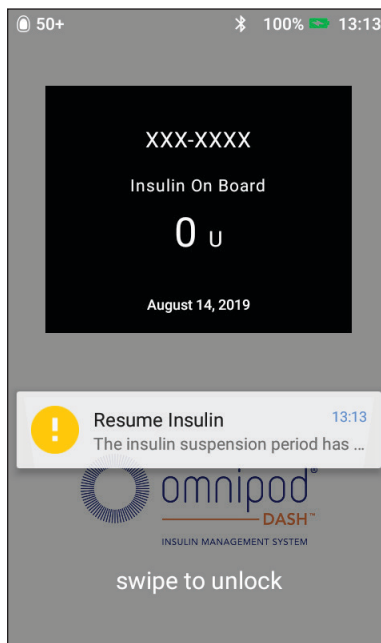 50+ 100% 13:13
XXX-XXXX
Insulin On Board
0 U
August 14, 2019
Resume Insulin 13:13
The insulin suspension period has ...
omnipod®
DASH™
INSULIN MANAGEMENT SYSTEM
swipe to unlock